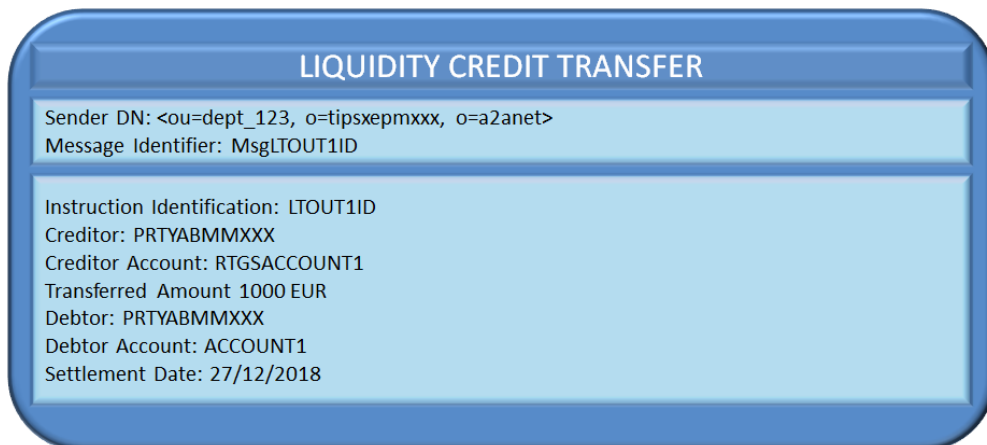 LIQUIDITY CREDIT TRANSFER
Sender DN: <ou=dept_123, o=tipsxepmxxx, o=a2anet>
Message Identifier: MsgLTOUT1ID
Instruction Identification: LTOUT1ID
Creditor: PRTYABMMXXX
Creditor Account: RTGSACCOUNT1
Transferred Amount 1000 EUR
Debtor: PRTYABMMXXX
Debtor Account: ACCOUNT1
Settlement Date: 27/12/2018